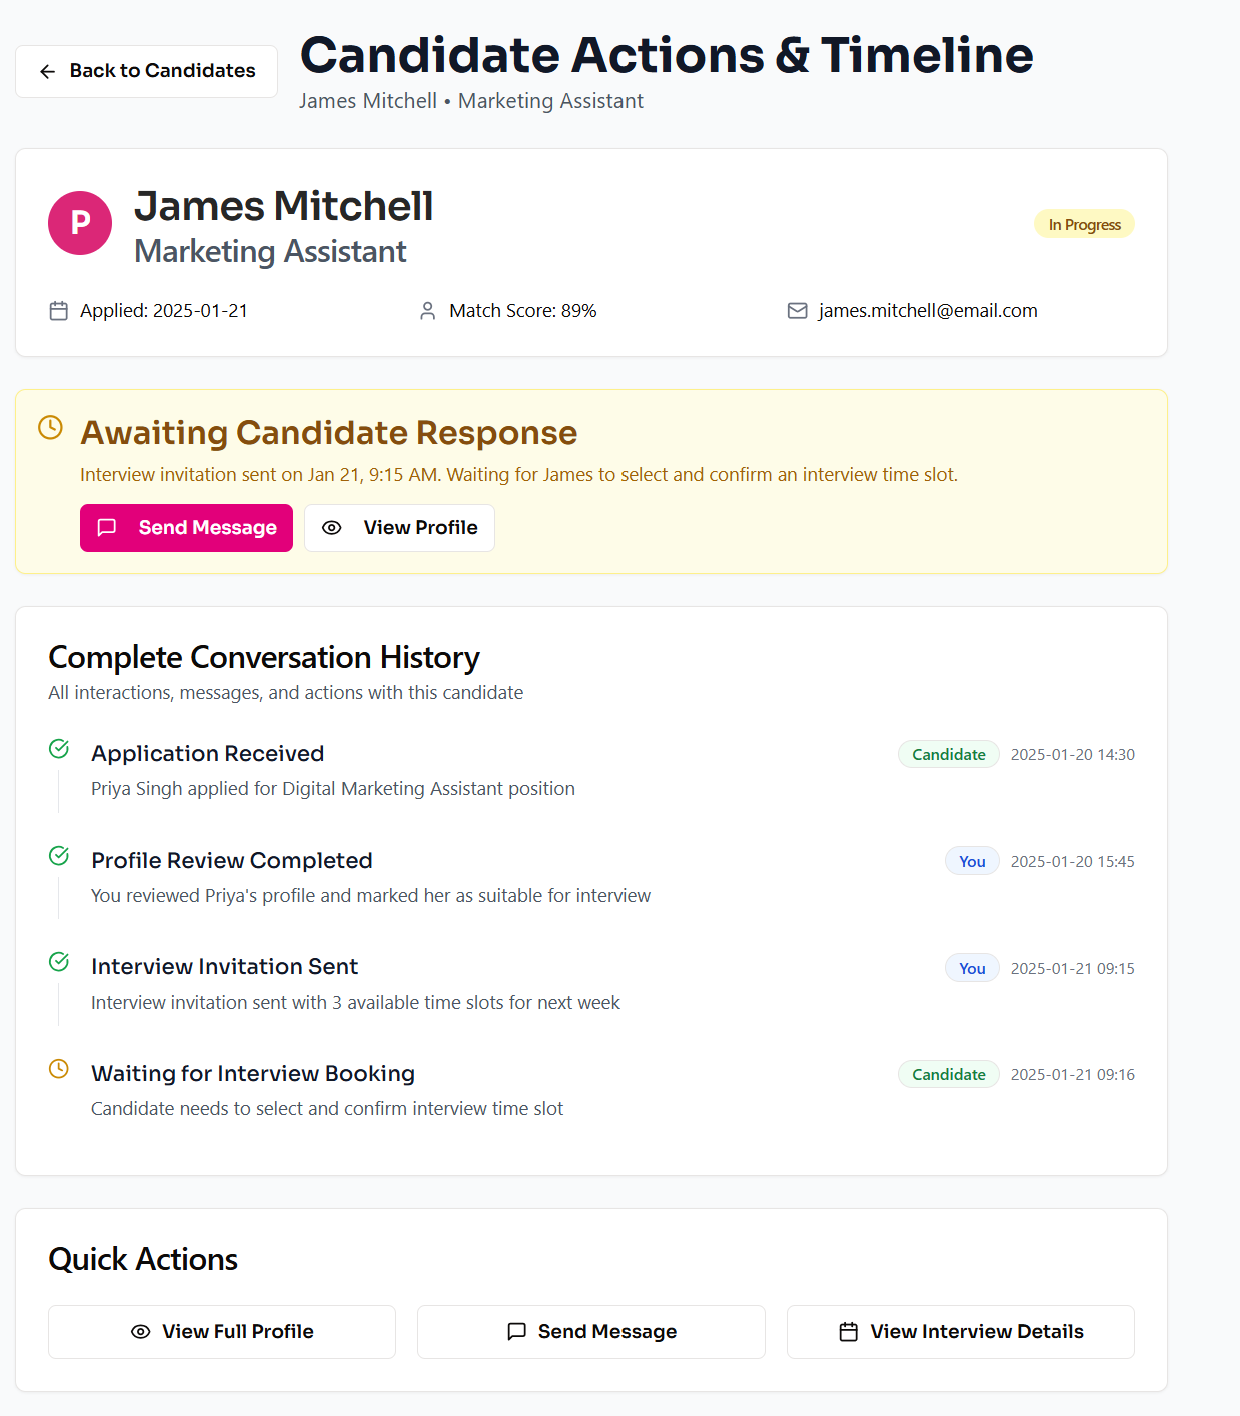 Back to Candidates
Candidate Actions & Timeline
James Mitchell • Marketing Assistant
P
James Mitchell
Marketing Assistant
In Progress
Applied: 2025-01-21
Match Score: 89%
james.mitchell@email.com
Awaiting Candidate Response
Interview invitation sent on Jan 21, 9:15 AM. Waiting for James to select and confirm an interview time slot.
Send Message
View Profile
Complete Conversation History
All interactions, messages, and actions with this candidate
Application Received
Candidate 2025-01-20 14:30
Priya Singh applied for Digital Marketing Assistant position
Profile Review Completed
You 2025-01-20 15:45
You reviewed Priya's profile and marked her as suitable for interview
Interview Invitation Sent
You 2025-01-21 09:15
Interview invitation sent with 3 available time slots for next week
Waiting for Interview Booking
Candidate 2025-01-21 09:16
Candidate needs to select and confirm interview time slot
Quick Actions
View Full Profile
Send Message
View Interview Details